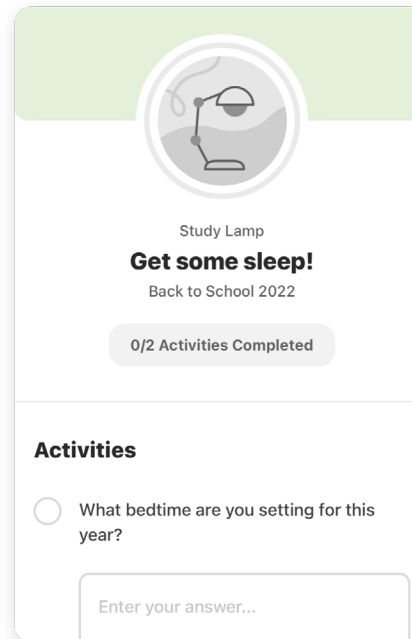 Study Lamp
Get some sleep!
Back to School 2022
0/2 Activities Completed
Activities
What bedtime are you setting for this
year?
Enter your answer...